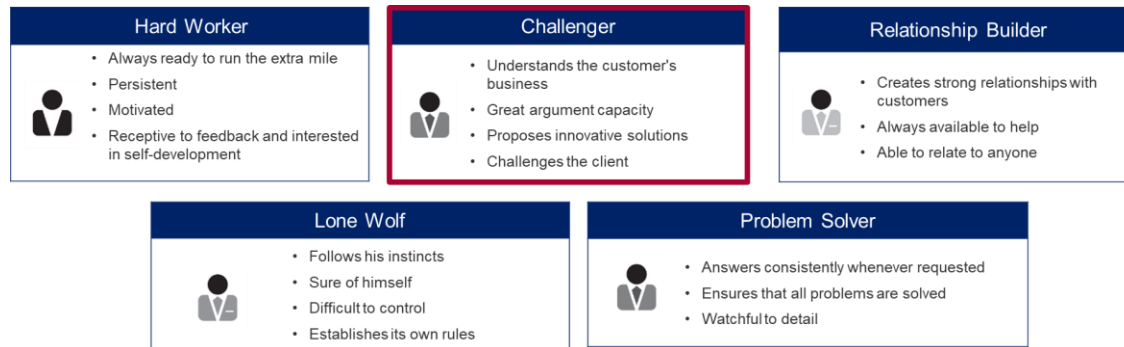 Hard Worker
• Always ready to run the extra mile
• Persistent
• Motivated
• Receptive to feedback and interested
in self-development
Challenger
• Understands the customer's
business
• Great argument capacity
• Proposes innovative solutions
• Challenges the client
Relationship Builder
• Creates strong relationships with
customers
• Always available to help
• Able to relate to anyone
Lone Wolf
• Follows his instincts
• Sure of himself
• Difficult to control
• Establishes its own rules
Problem Solver
• Answers consistently whenever requested
• Ensures that all problems are solved
• Watchful to detail